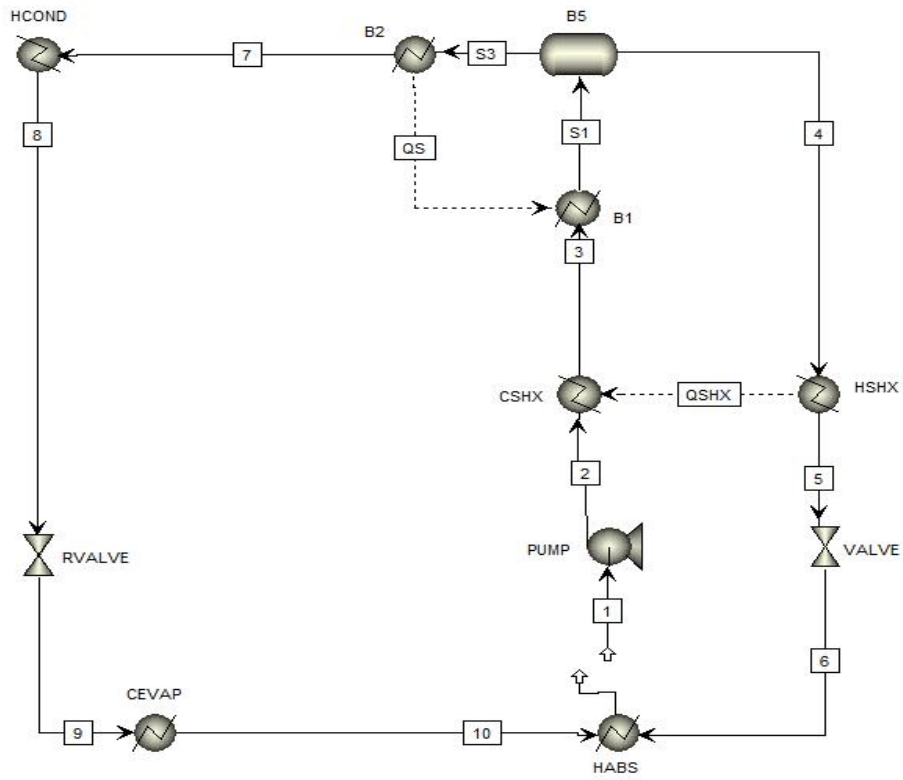 HCOND
B5
B2
7
S3
8
S1
4
QS
B1
3
CSHX
QSHX
HSHX
2
5
RVALVE
PUMP
VALVE
1
6
CEVAP
9
10
HABS